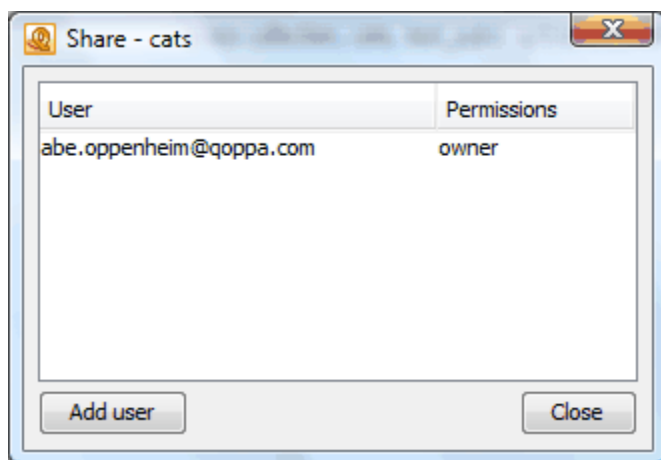 Share - cats
User Permissions
abe.oppenheim@qoppa.com owner
Add user Close